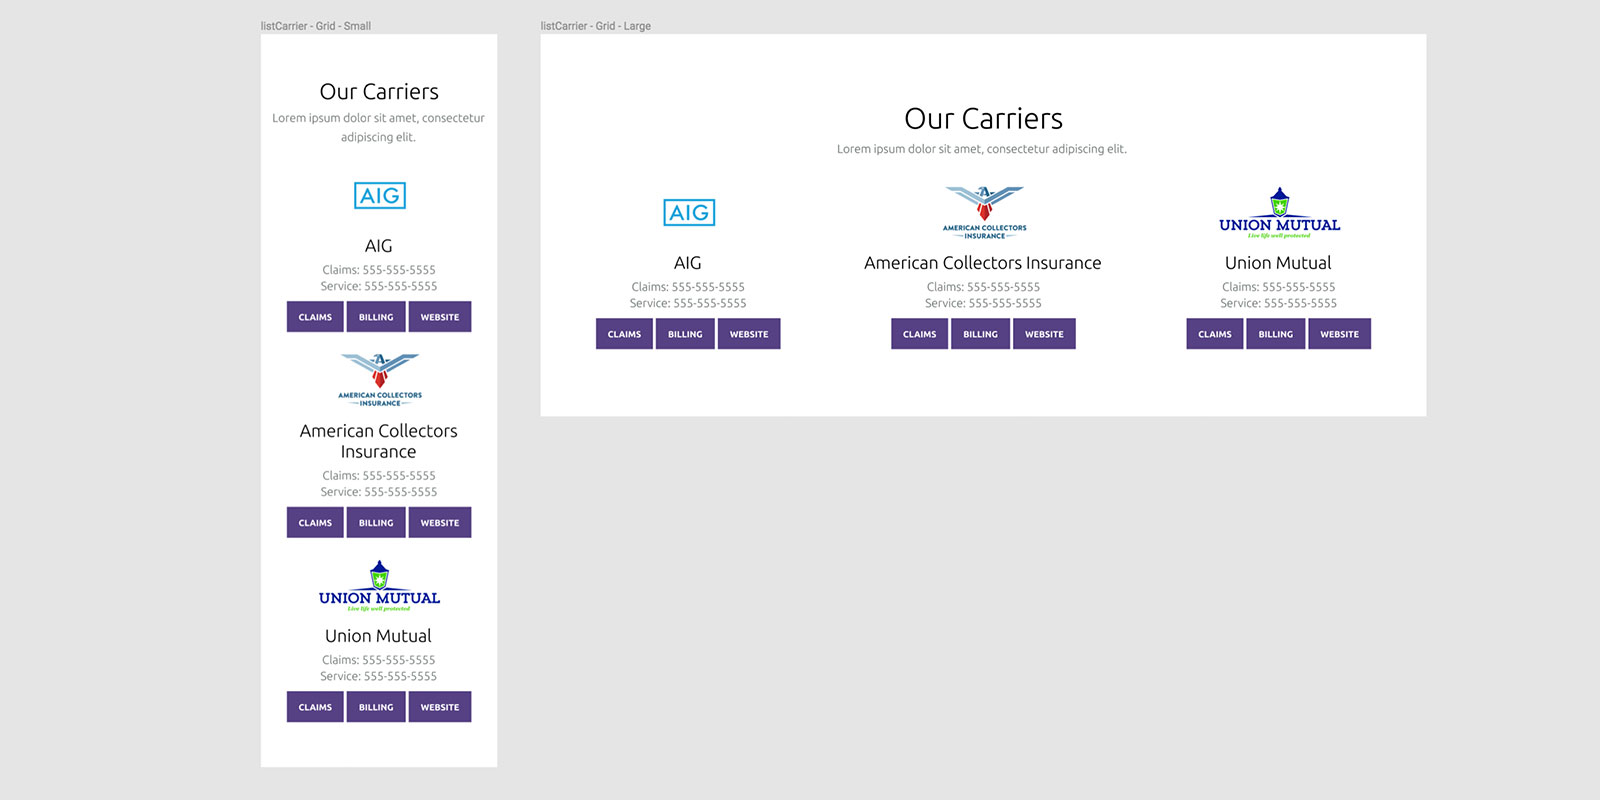 listCarrier - Grid - Small
Our Carriers
Lorem ipsum dolor sit amet, consectetur
adipiscing elit.
AIG
AIG
Claims: 555-555-5555
Service: 555-555-5555
CLAIMS BILLING WEBSITE
AMERICAN COLLECTORS
INSURANCE
American Collectors
Insurance
Claims: 555-555-5555
Service: 555-555-5555
CLAIMS BILLING WEBSITE
UNION MUTUAL
Live life well protected
Union Mutual
Claims: 555-555-5555
Service: 555-555-5555
CLAIMS BILLING WEBSITE
listCarrier - Grid - Large
Our Carriers
Lorem ipsum dolor sit amet, consectetur adipiscing elit.
AIG
AIG
Claims: 555-555-5555
Service: 555-555-5555
CLAIMS BILLING WEBSITE
AMERICAN COLLECTORS
INSURANCE
American Collectors Insurance
Claims: 555-555-5555
Service: 555-555-5555
CLAIMS BILLING WEBSITE
UNION MUTUAL
Live life well protected
Union Mutual
Claims: 555-555-5555
Service: 555-555-5555
CLAIMS BILLING WEBSITE